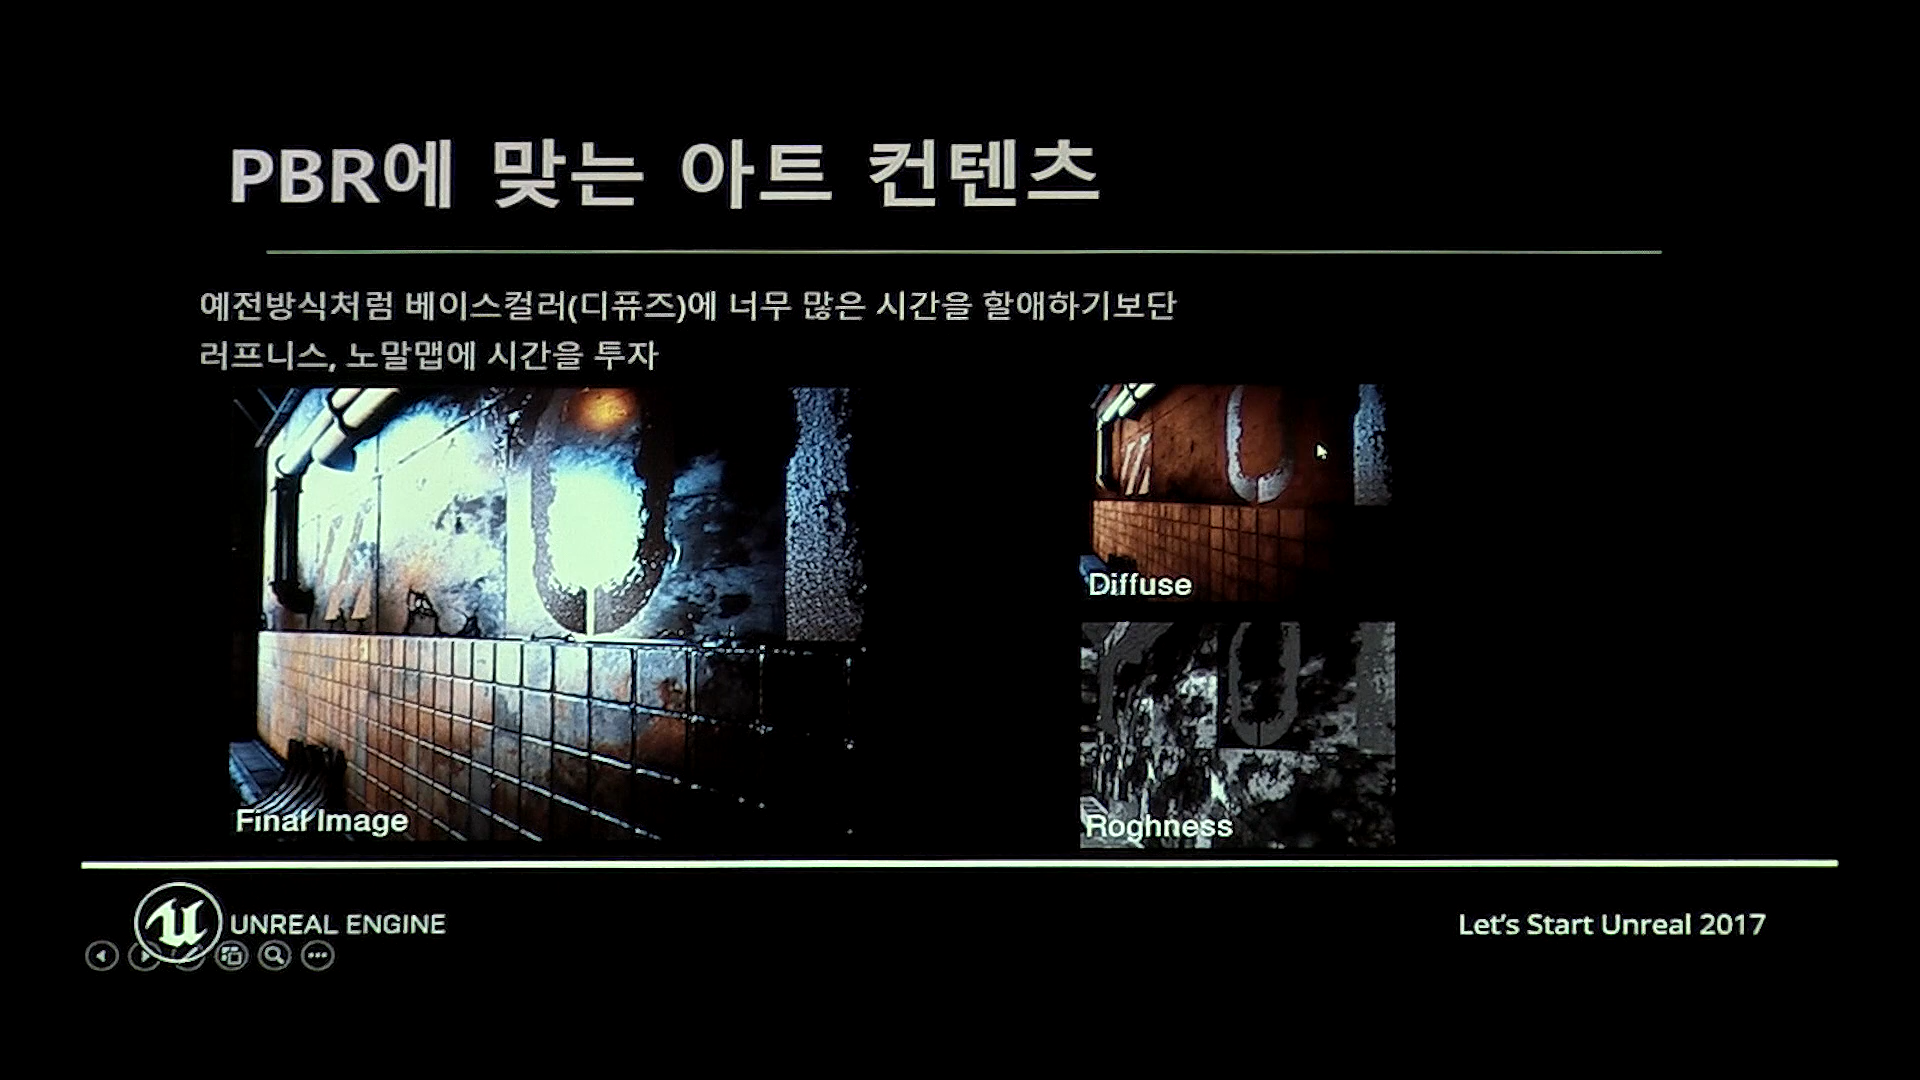 PBR에 맞는 아트 컨텐츠
예전방식처럼 베이스컬러(디퓨즈)에 너무 많은 시간을 할애하기보단
러프니스, 노말맵에 시간을 투자
Final Image
Diffuse
Roghness
UNREAL ENGINE
Let's Start Unreal 2017